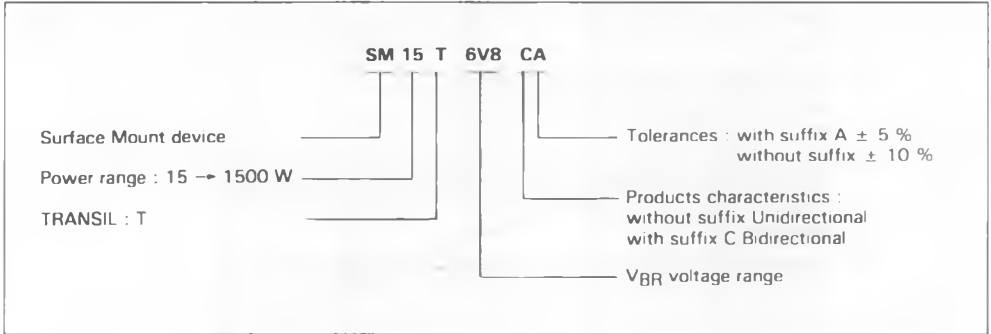 SM 15 T 6V8 CA
Surface Mount device
Power range : 15 → 1500 W
TRANSIL : T
Tolerances : with suffix A ± 5 %
without suffix ± 10 %
Products characteristics :
without suffix Unidirectional
with suffix C Bidirectional
VBR voltage range